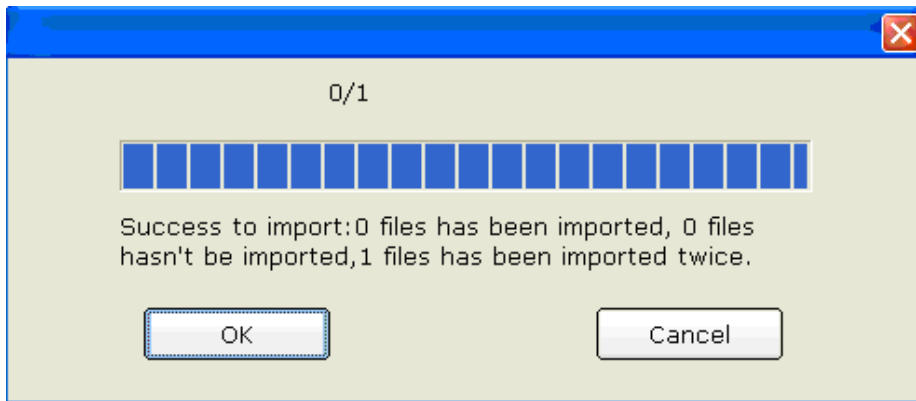 0/1
Success to import:0 files has been imported, 0 files
hasn't be imported,1 files has been imported twice.
OK
Cancel